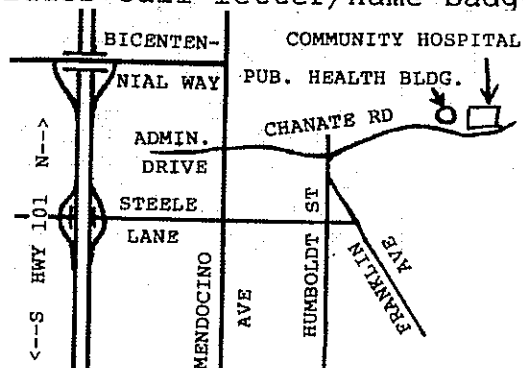 BICENTEN-
NIAL WAY
COMMUNITY HOSPITAL
PUB. HEALTH BLDG.
CHANATE RD
ADMIN.
DRIVE
STEELE
LANE
<--S HWY 101 N-->
MENDOCINO
AVE
HUMBOLDT ST
FRANKLIN
AVE